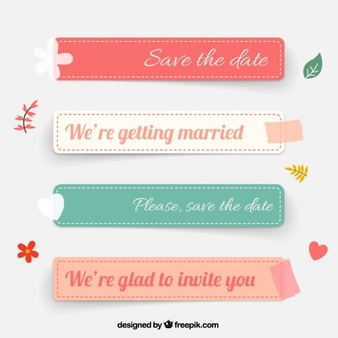 Save the date
We're getting married
Please, save the date
We're glad to invite you
designed by freepik.com